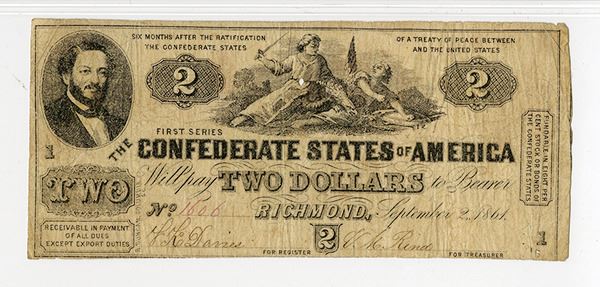 SIX MONTHS AFTER THE RATIFICATION OF A TREATY OF PEACE BETWEEN
THE CONFEDERATE STATES AND THE UNITED STATES
2 2
FIRST SERIES
1 THE CONFEDERATE STATES OF AMERICA
TWO Will pay TWO DOLLARS to Bearer
No 1606 RICHMOND, September 2, 1861.
RECEIVABLE IN PAYMENT
OF ALL DUES
EXCEPT EXPORT DUTIES
2
FOR REGISTER FOR TREASURER
FUNDABLE IN EIGHT PER
CENT STOCK OR BONDS OF
THE CONFEDERATE STATES
1